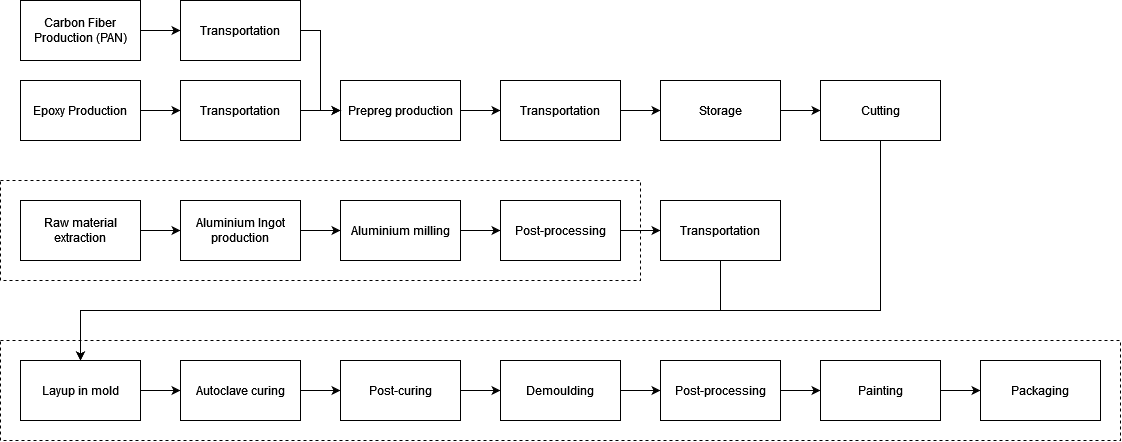 Carbon Fiber
Production (PAN)
Transportation
Epoxy Production
Transportation
Prepreg production
Transportation
Storage
Cutting
Raw material
extraction
Aluminium Ingot
production
Aluminium milling
Post-processing
Transportation
Layup in mold
Autoclave curing
Post-curing
Demoulding
Post-processing
Painting
Packaging